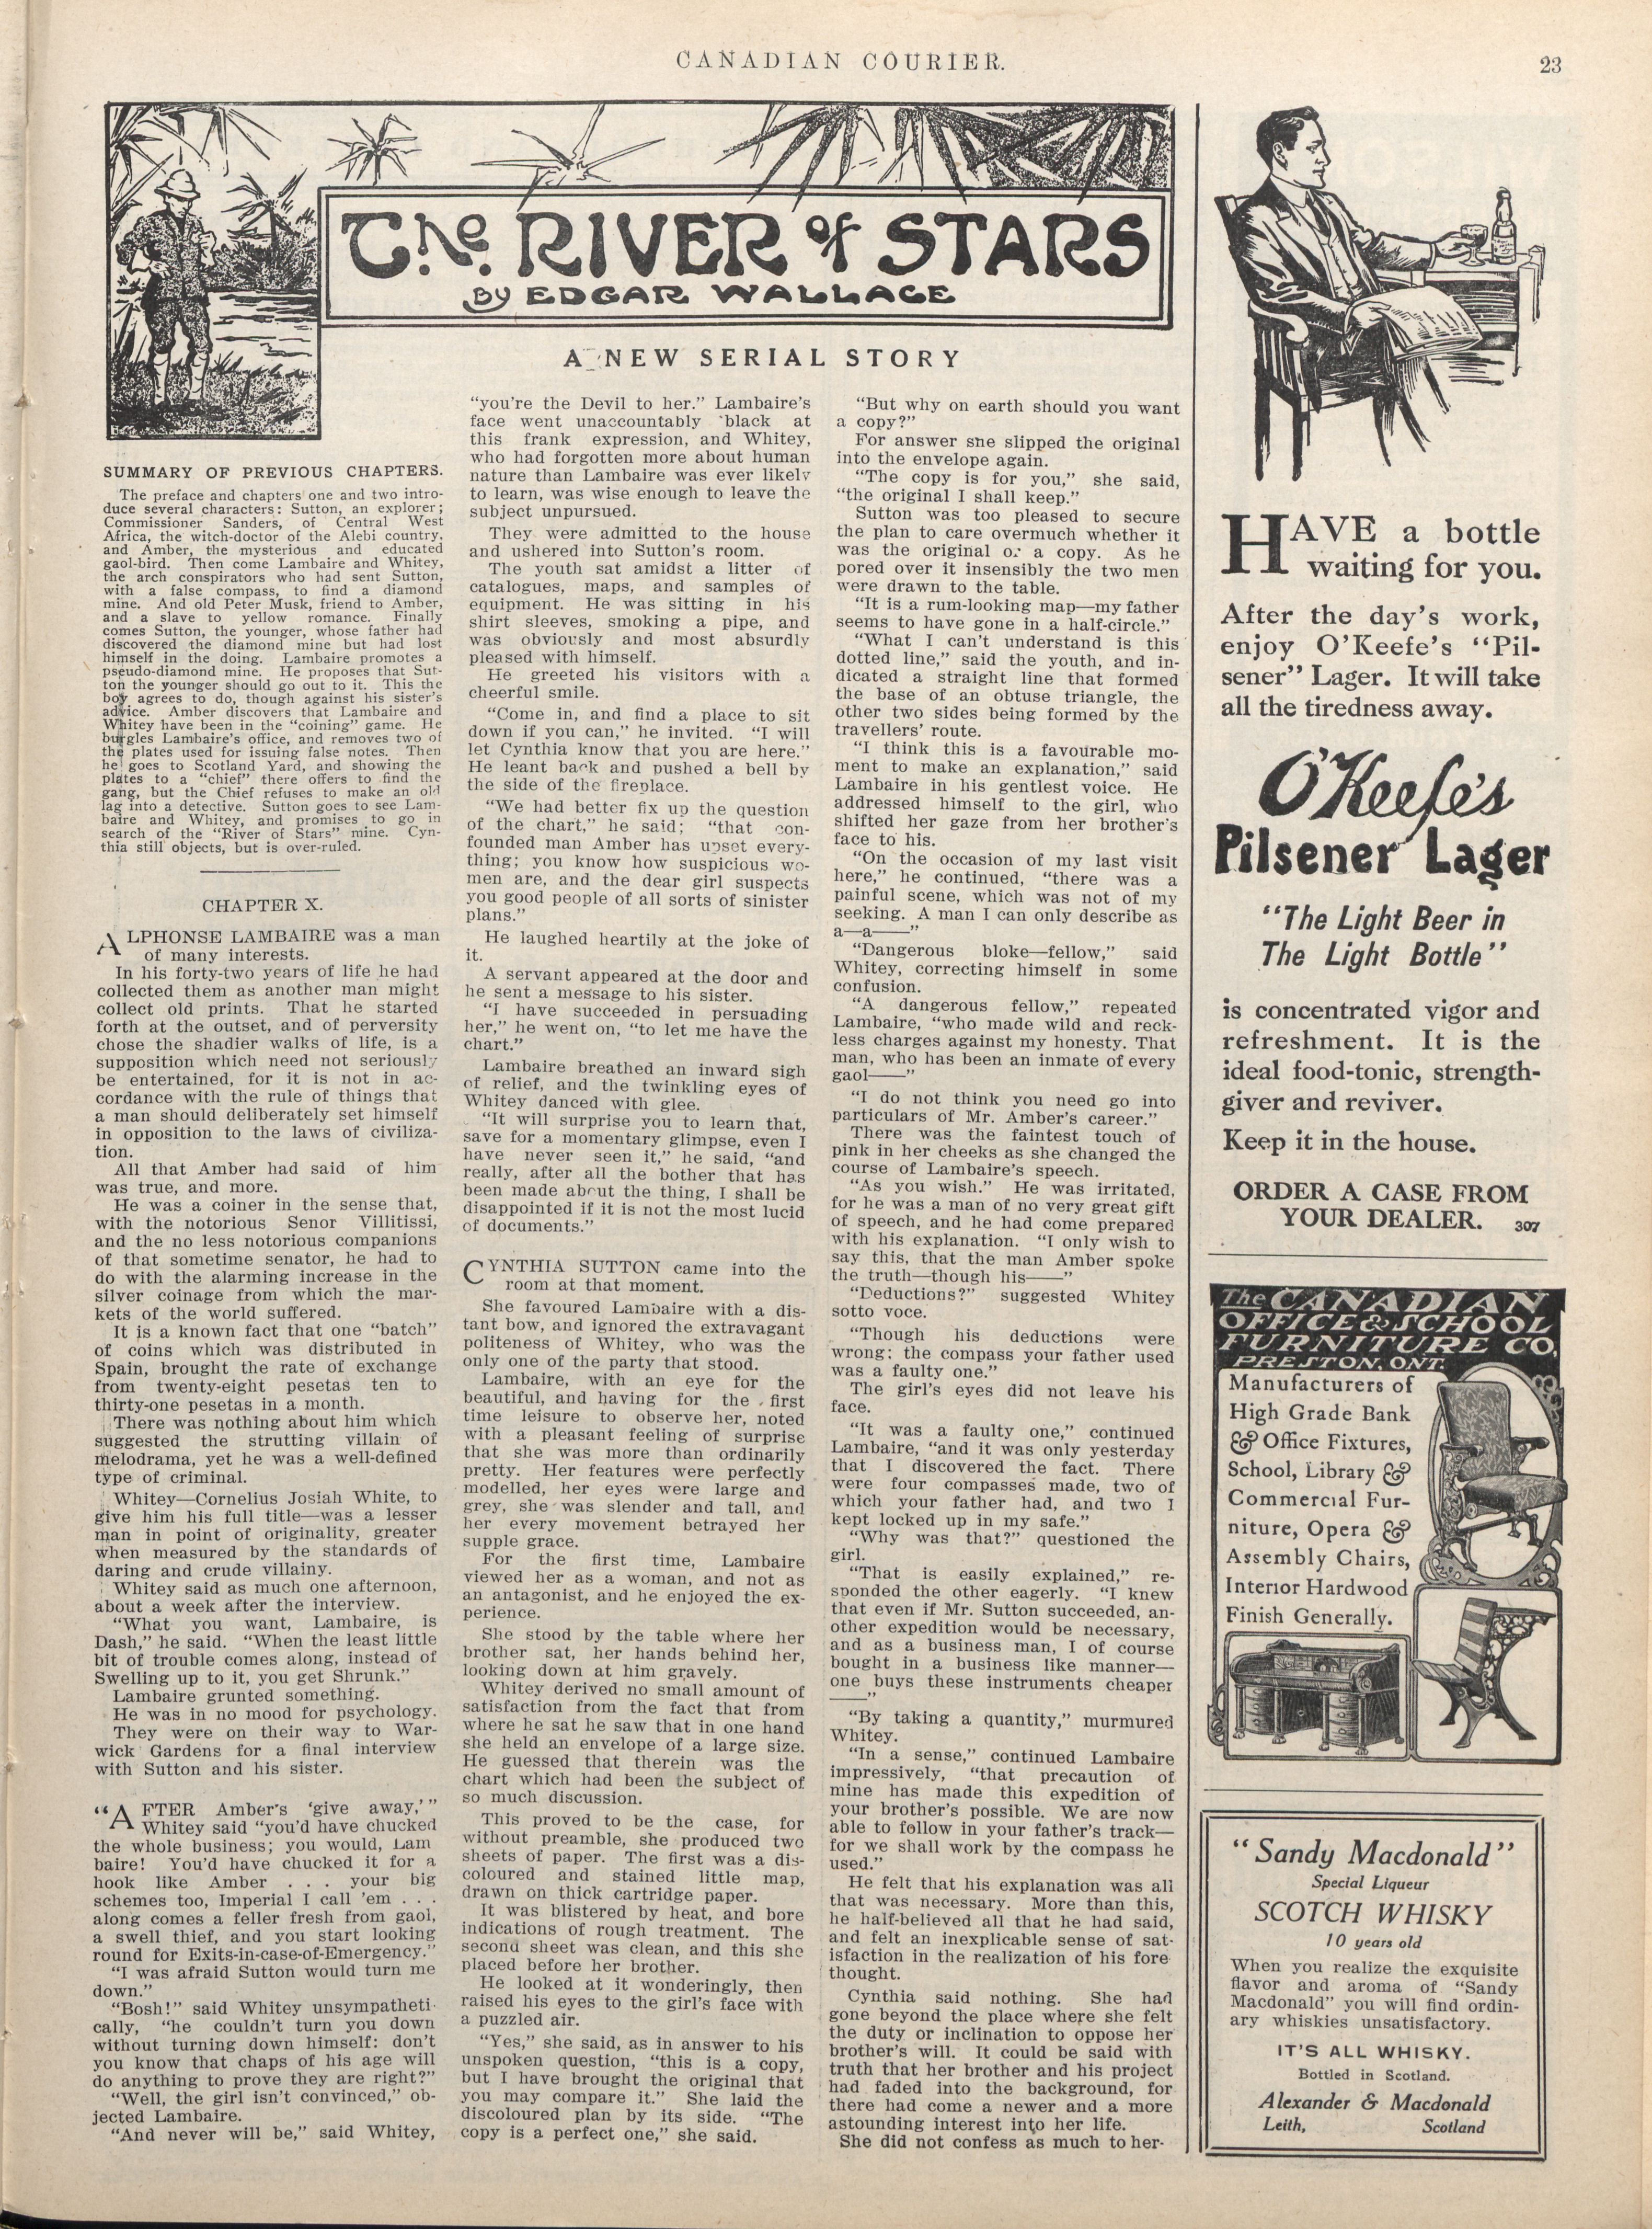 CANADIAN COURIER.
23
The RIVER of STARS
BY EDGAR WALLACE
A NEW SERIAL STORY
SUMMARY OF PREVIOUS CHAPTERS.
The preface and chapters one and two intro-
duce several characters: Sutton, an explorer;
Commissioner Sanders, of Central West
Africa, the witch-doctor of the Alebi country,
and Amber, the mysterious and educated
gaol-bird. Then come Lambaire and Whitey,
the arch conspirators who had sent Sutton,
with a false compass, to find a diamond
mine. And old Peter Musk, friend to Amber,
and a slave to yellow romance. Finally
comes Sutton, the younger, whose father had
discovered the diamond mine but had lost
himself in the doing. Lambaire promotes a
pseudo-diamond mine. He proposes that Sut-
ton the younger should go out to it. This the
boy agrees to do, though against his sister's
advice. Amber discovers that Lambaire and
Whitey have been in the "coining" game. He
burgles Lambaire's office, and removes two of
the plates used for issuing false notes. Then
he goes to Scotland Yard, and showing the
plates to a "chief" there offers to find the
gang, but the Chief refuses to make an old
lag into a detective. Sutton goes to see Lam-
baire and Whitey, and promises to go in
search of the "River of Stars" mine. Cyn-
thia still objects, but is over-ruled.
CHAPTER X.
ALPHONSE LAMBAIRE was a man
of many interests.
In his forty-two years of life he had
collected them as another man might
collect old prints. That he started
forth at the outset, and of perversity
chose the shadier walks of life, is a
supposition which need not seriously
be entertained, for it is not in ac-
cordance with the rule of things that
a man should deliberately set himself
in opposition to the laws of civiliza-
tion.
All that Amber had said of him
was true, and more.
He was a coiner in the sense that,
with the notorious Senor Villitissi,
and the no less notorious companions
of that sometime senator, he had to
do with the alarming increase in the
silver coinage from which the mar-
kets of the world suffered.
It is a known fact that one "batch"
of coins which was distributed in
Spain, brought the rate of exchange
from twenty-eight pesetas ten to
thirty-one pesetas in a month.
There was nothing about him which
suggested the strutting villain of
melodrama, yet he was a well-defined
type of criminal.
Whitey—Cornelius Josiah White, to
give him his full title—was a lesser
man in point of originality, greater
when measured by the standards of
daring and crude villainy.
Whitey said as much one afternoon,
about a week after the interview.
"What you want, Lambaire, is
Dash," he said. "When the least little
bit of trouble comes along, instead of
Swelling up to it, you get Shrunk."
Lambaire grunted something.
He was in no mood for psychology.
They were on their way to War-
wick Gardens for a final interview
with Sutton and his sister.
"AFTER Amber's 'give away,'"
Whitey said "you'd have chucked
the whole business; you would, Lam
baire! You'd have chucked it for a
hook like Amber . . . your big
schemes too, Imperial I call 'em . . .
along comes a feller fresh from gaol,
a swell thief, and you start looking
round for Exits-in-case-of-Emergency."
"I was afraid Sutton would turn me
down."
"Bosh!" said Whitey unsympatheti-
cally, "he couldn't turn you down
without turning down himself: don't
you know that chaps of his age will
do anything to prove they are right?"
"Well, the girl isn't convinced," ob-
jected Lambaire.
"And never will be," said Whitey,
"you're the Devil to her." Lambaire's
face went unaccountably black at
this frank expression, and Whitey,
who had forgotten more about human
nature than Lambaire was ever likely
to learn, was wise enough to leave the
subject unpursued.
They were admitted to the house
and ushered into Sutton's room.
The youth sat amidst a litter of
catalogues, maps, and samples of
equipment. He was sitting in his
shirt sleeves, smoking a pipe, and
was obviously and most absurdly
pleased with himself.
He greeted his visitors with a
cheerful smile.
"Come in, and find a place to sit
down if you can," he invited. "I will
let Cynthia know that you are here."
He leant back and pushed a bell by
the side of the fireplace.
"We had better fix up the question
of the chart," he said; "that con-
founded man Amber has upset every-
thing; you know how suspicious wo-
men are, and the dear girl suspects
you good people of all sorts of sinister
plans."
He laughed heartily at the joke of
it.
A servant appeared at the door and
he sent a message to his sister.
"I have succeeded in persuading
her," he went on, "to let me have the
chart."
Lambaire breathed an inward sigh
of relief, and the twinkling eyes of
Whitey danced with glee.
"It will surprise you to learn that,
save for a momentary glimpse, even I
have never seen it," he said, "and
really, after all the bother that has
been made about the thing, I shall be
disappointed if it is not the most lucid
of documents."
CYNTHIA SUTTON came into the
room at that moment.
She favoured Lambaire with a dis-
tant bow, and ignored the extravagant
politeness of Whitey, who was the
only one of the party that stood.
Lambaire, with an eye for the
beautiful, and having for the first
time leisure to observe her, noted
with a pleasant feeling of surprise
that she was more than ordinarily
pretty. Her features were perfectly
modelled, her eyes were large and
grey, she was slender and tall, and
her every movement betrayed her
supple grace.
For the first time, Lambaire
viewed her as a woman, and not as
an antagonist, and he enjoyed the ex-
perience.
She stood by the table where her
brother sat, her hands behind her,
looking down at him gravely.
Whitey derived no small amount of
satisfaction from the fact that from
where he sat he saw that in one hand
she held an envelope of a large size.
He guessed that therein was the
chart which had been the subject of
so much discussion.
This proved to be the case, for
without preamble, she produced two
sheets of paper. The first was a dis-
coloured and stained little map,
drawn on thick cartridge paper.
It was blistered by heat, and bore
indications of rough treatment. The
second sheet was clean, and this she
placed before her brother.
He looked at it wonderingly, then
raised his eyes to the girl's face with
a puzzled air.
"Yes," she said, as in answer to his
unspoken question, "this is a copy,
but I have brought the original that
you may compare it." She laid the
discoloured plan by its side. "The
copy is a perfect one," she said.
"But why on earth should you want
a copy?"
For answer sne slipped the original
into the envelope again.
"The copy is for you," she said,
"the original I shall keep."
Sutton was too pleased to secure
the plan to care overmuch whether it
was the original or a copy. As he
pored over it insensibly the two men
were drawn to the table.
"It is a rum-looking map—my father
seems to have gone in a half-circle."
"What I can't understand is this
dotted line," said the youth, and in-
dicated a straight line that formed
the base of an obtuse triangle, the
other two sides being formed by the
travellers' route.
"I think this is a favourable mo-
ment to make an explanation," said
Lambaire in his gentlest voice. He
addressed himself to the girl, who
shifted her gaze from her brother's
face to his.
"On the occasion of my last visit
here," he continued, "there was a
painful scene, which was not of my
seeking. A man I can only describe as
a—a——"
"Dangerous bloke—fellow," said
Whitey, correcting himself in some
confusion.
"A dangerous fellow," repeated
Lambaire, "who made wild and reck-
less charges against my honesty. That
man, who has been an inmate of every
gaol——"
"I do not think you need go into
particulars of Mr. Amber's career."
There was the faintest touch of
pink in her cheeks as she changed the
course of Lambaire's speech.
"As you wish." He was irritated,
for he was a man of no very great gift
of speech, and he had come prepared
with his explanation. "I only wish to
say this, that the man Amber spoke
the truth—though his——"
"Deductions?" suggested Whitey
sotto voce.
"Though his deductions were
wrong: the compass your father used
was a faulty one."
The girl's eyes did not leave his
face.
"It was a faulty one," continued
Lambaire, "and it was only yesterday
that I discovered the fact. There
were four compasses made, two of
which your father had, and two I
kept locked up in my safe."
"Why was that?" questioned the
girl.
"That is easily explained," re-
sponded the other eagerly. "I knew
that even if Mr. Sutton succeeded, an-
other expedition would be necessary,
and as a business man, I of course
bought in a business like manner—
one buys these instruments cheaper
——"
"By taking a quantity," murmured
Whitey.
"In a sense," continued Lambaire
impressively, "that precaution of
mine has made this expedition of
your brother's possible. We are now
able to follow in your father's track—
for we shall work by the compass he
used."
He felt that his explanation was all
that was necessary. More than this,
he half-believed all that he had said,
and felt an inexplicable sense of sat-
isfaction in the realization of his fore
thought.
Cynthia said nothing. She had
gone beyond the place where she felt
the duty or inclination to oppose her
brother's will. It could be said with
truth that her brother and his project
had faded into the background, for
there had come a newer and a more
astounding interest into her life.
She did not confess as much to her-
HAVE a bottle
waiting for you.
After the day's work,
enjoy O'Keefe's "Pil-
sener" Lager. It will take
all the tiredness away.
O'Keefe's
Pilsener Lager
"The Light Beer in
The Light Bottle"
is concentrated vigor and
refreshment. It is the
ideal food-tonic, strength-
giver and reviver.
Keep it in the house.
ORDER A CASE FROM
YOUR DEALER. 307
The CANADIAN
OFFICE & SCHOOL
FURNITURE CO.
PRESTON. ONT.
Manufacturers of
High Grade Bank
& Office Fixtures,
School, Library &
Commercial Fur-
niture, Opera &
Assembly Chairs,
Interior Hardwood
Finish Generally.
"Sandy Macdonald"
Special Liqueur
SCOTCH WHISKY
10 years old
When you realize the exquisite
flavor and aroma of "Sandy
Macdonald" you will find ordin-
ary whiskies unsatisfactory.
IT'S ALL WHISKY.
Bottled in Scotland.
Alexander & Macdonald
Leith, Scotland